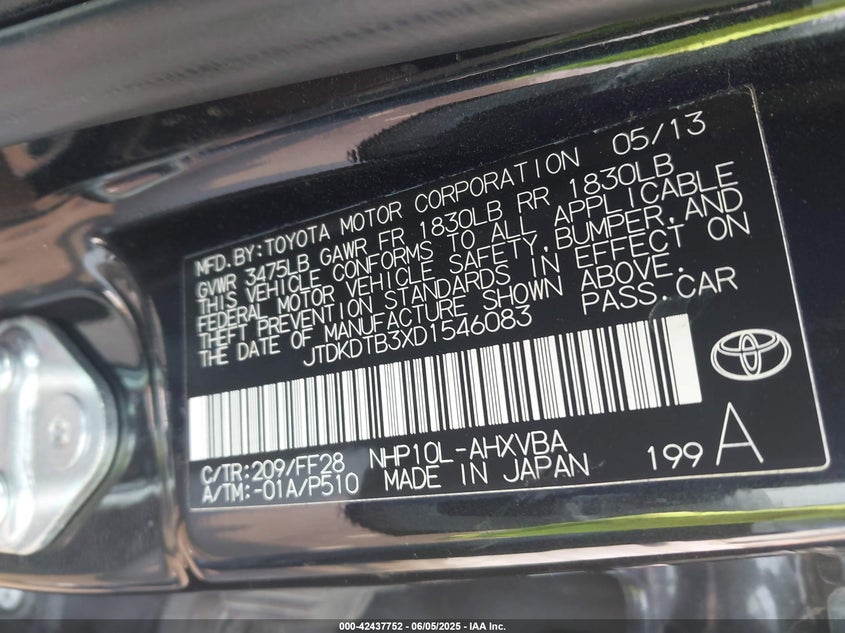 MFD.BY:TOYOTA MOTOR CORPORATION 05/13
GVWR 3475LB GAWR FR 1830LB RR 1830LB
THIS VEHICLE CONFORMS TO ALL APPLICABLE
FEDERAL MOTOR VEHICLE SAFETY,BUMPER,AND
THEFT PREVENTION STANDARDS IN EFFECT ON
THE DATE OF MANUFACTURE SHOWN ABOVE.
JTDKDTB3XD1546083 PASS.CAR
C/TR:209/FF28 NHP10L-AHXVBA
A/TM:-01A/P510 MADE IN JAPAN 199 A
000-42437752 - 06/05/2025 - IAA Inc.